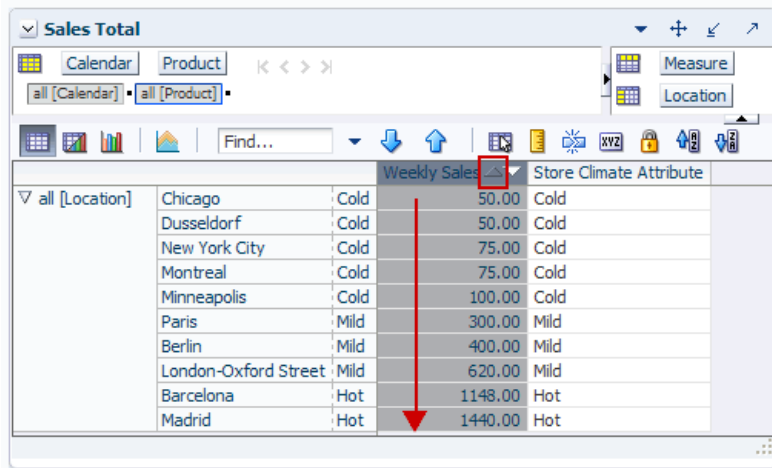 Sales Total
Calendar Product Measure
all [Calendar] all [Product] Location
Find... XYZ
Weekly Sales Store Climate Attribute
all [Location] Chicago Cold 50.00 Cold
Dusseldorf Cold 50.00 Cold
New York City Cold 75.00 Cold
Montreal Cold 75.00 Cold
Minneapolis Cold 100.00 Cold
Paris Mild 300.00 Mild
Berlin Mild 400.00 Mild
London-Oxford Street Mild 620.00 Mild
Barcelona Hot 1148.00 Hot
Madrid Hot 1440.00 Hot